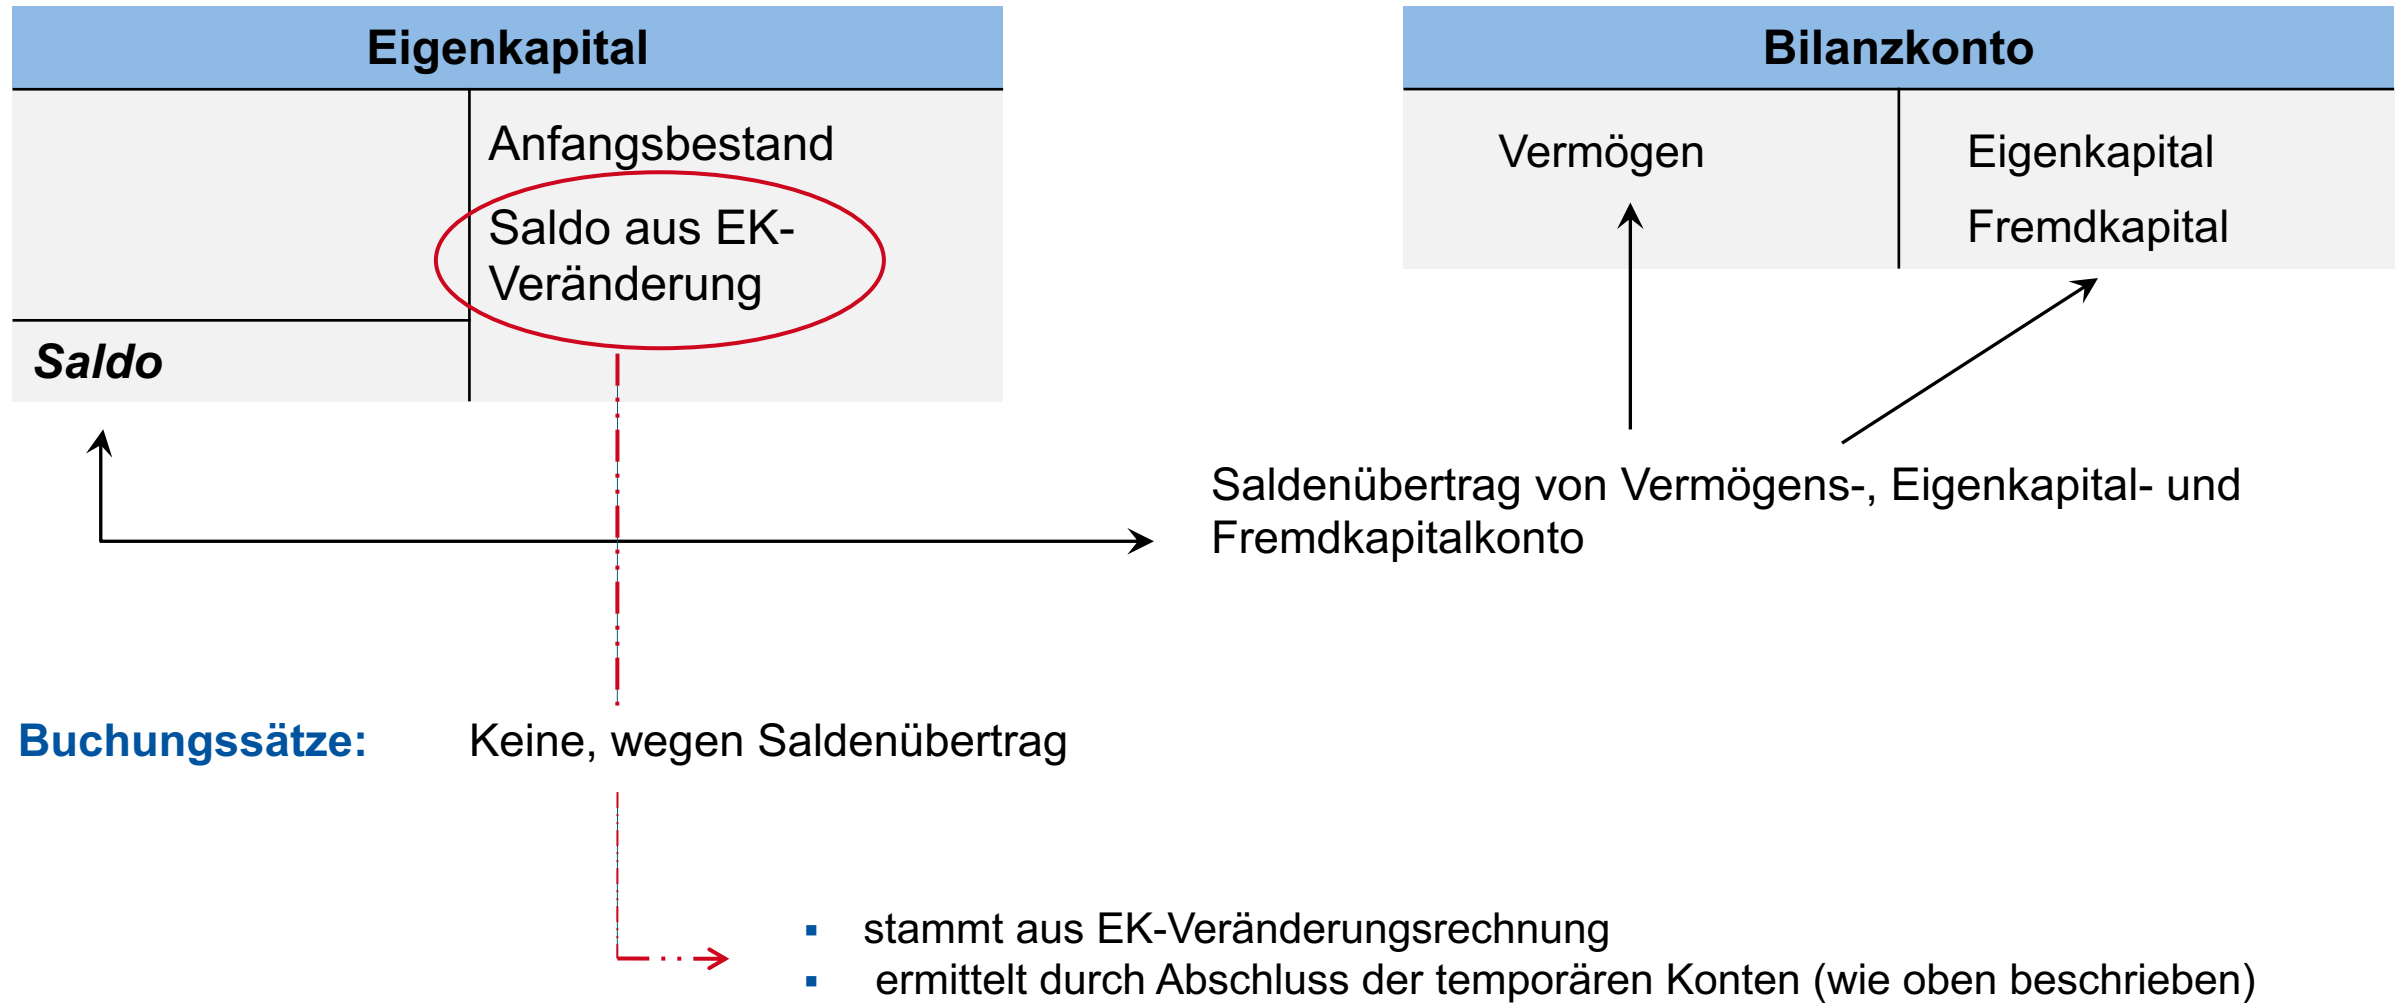 Eigenkapital
Anfangsbestand
Saldo aus EK-
Veränderung
Saldo
Bilanzkonto
Vermögen
Eigenkapital
Fremdkapital
Saldenübertrag von Vermögens-, Eigenkapital- und
Fremdkapitalkonto
Buchungssätze: Keine, wegen Saldenübertrag
▪ stammt aus EK-Veränderungsrechnung
▪ ermittelt durch Abschluss der temporären Konten (wie oben beschrieben)